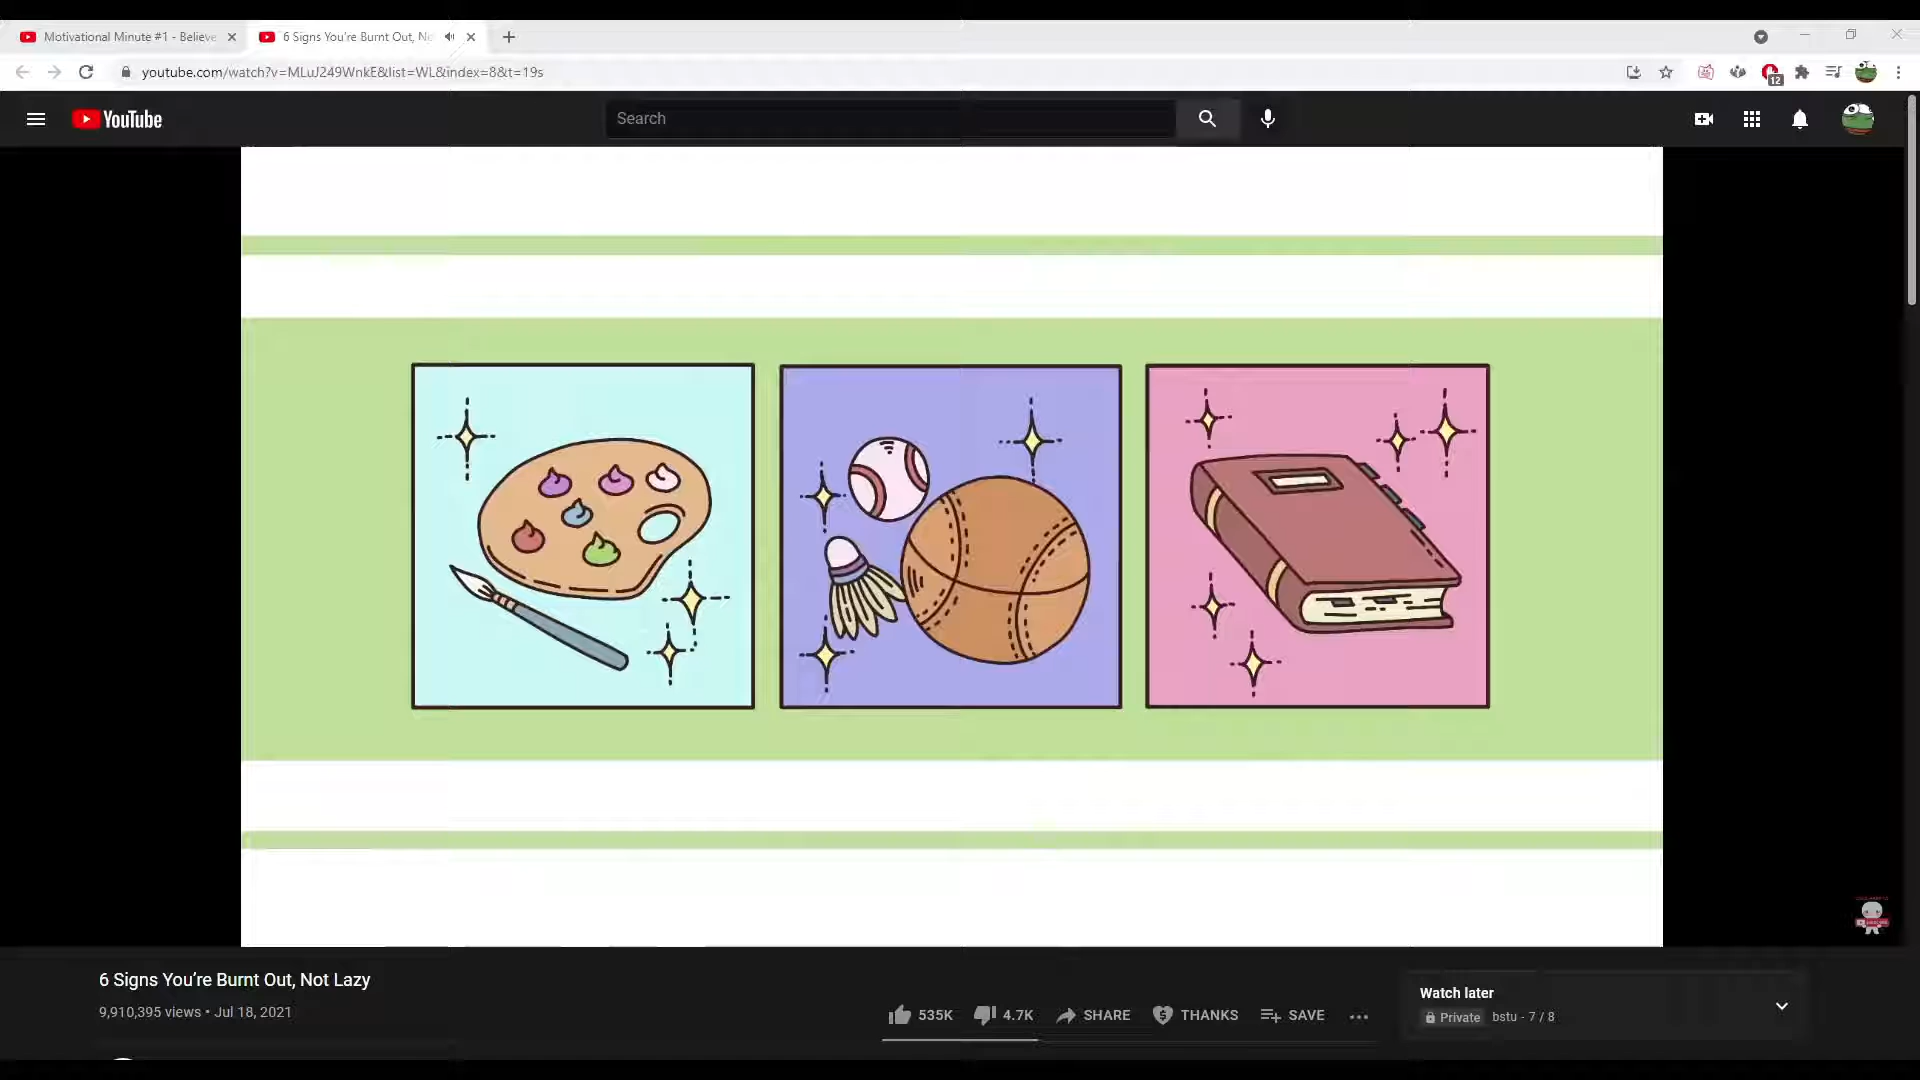 Motivational Minute #1 - Believe
6 Signs You're Burnt Out, No
youtube.com/watch?v=MLuJ249WnkE&list=WL&index=8&t=19s
12
YouTube
Search
6 Signs You're Burnt Out, Not Lazy
9,910,395 views • Jul 18, 2021
535K
4.7K
SHARE
THANKS
SAVE
Watch later
Private
bstu - 7 / 8